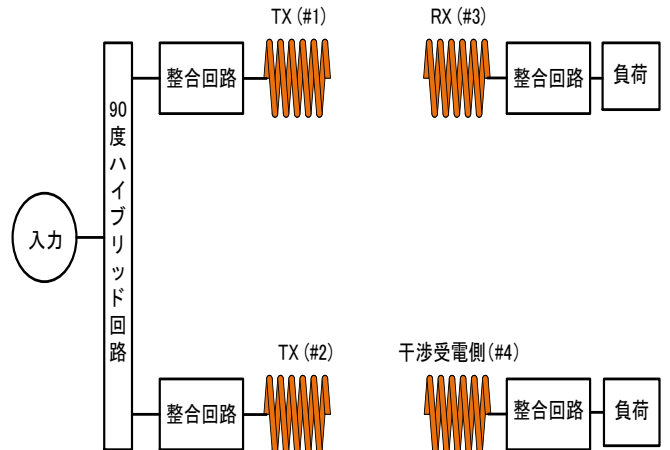 TX (#1)
RX (#3)
整合回路
整合回路
負荷
90度ハイブリッド回路
入力
TX (#2)
干渉受電側(#4)
整合回路
整合回路
負荷